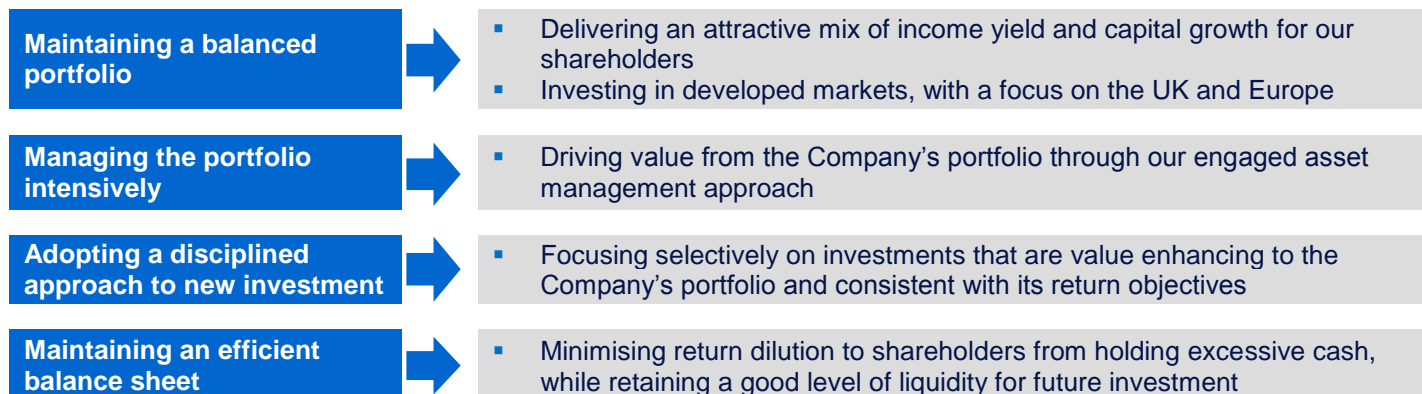 Maintaining a balanced
portfolio
▪ Delivering an attractive mix of income yield and capital growth for our
shareholders
▪ Investing in developed markets, with a focus on the UK and Europe
Managing the portfolio
intensively
▪ Driving value from the Company’s portfolio through our engaged asset
management approach
Adopting a disciplined
approach to new investment
▪ Focusing selectively on investments that are value enhancing to the
Company’s portfolio and consistent with its return objectives
Maintaining an efficient
balance sheet
▪ Minimising return dilution to shareholders from holding excessive cash,
while retaining a good level of liquidity for future investment